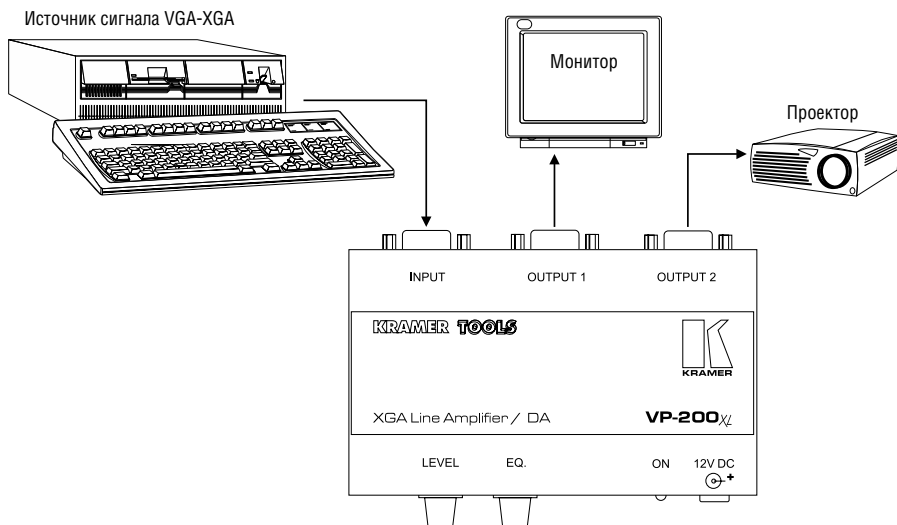 Источник сигнала VGA-XGA
Монитор
Проектор
INPUT
OUTPUT 1
OUTPUT 2
KRAMER TOOLS
K
KRAMER
XGA Line Amplifier / DA
VP-200XL
LEVEL
EQ.
ON
12V DC
+